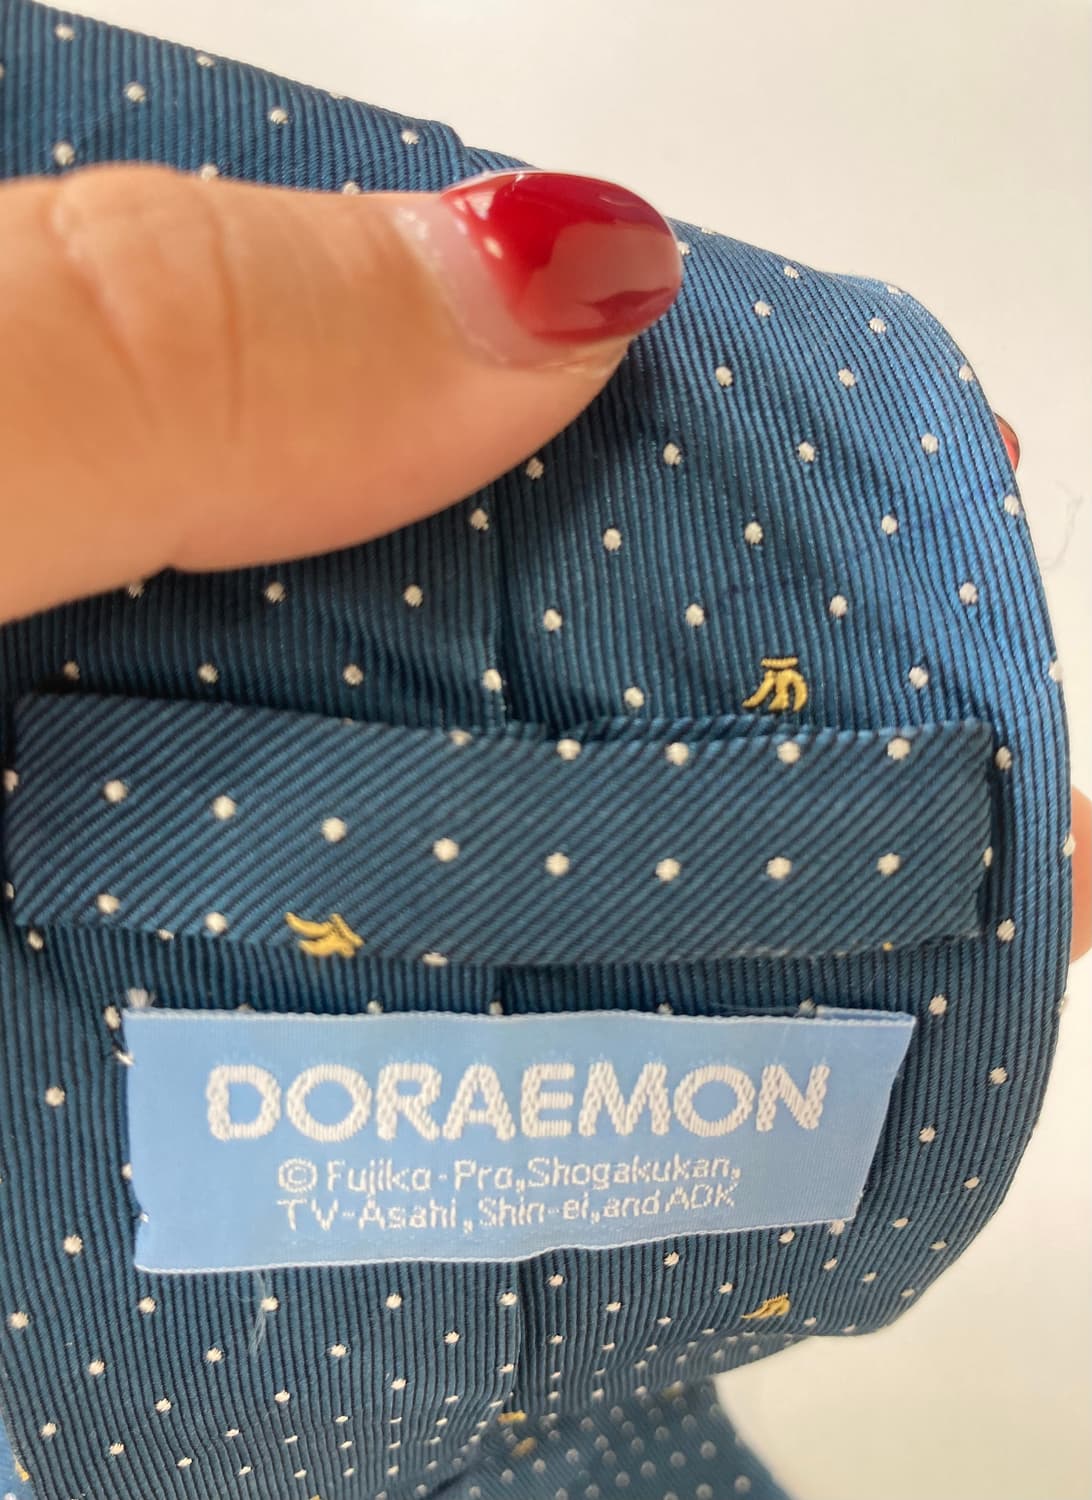 DORAEMON
© Fujiko-Pro,Shogakukan,
TV-Asahi, Shin-ei,and ADK